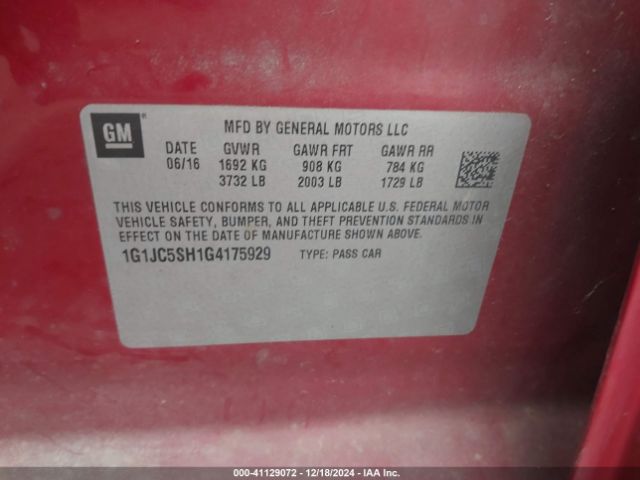 GM
MFD BY GENERAL MOTORS LLC
DATE GVWR GAWR FRT GAWR RR
06/16 1692 KG 908 KG 784 KG
3732 LB 2003 LB 1729 LB
THIS VEHICLE CONFORMS TO ALL APPLICABLE U.S. FEDERAL MOTOR
VEHICLE SAFETY, BUMPER, AND THEFT PREVENTION STANDARDS IN
EFFECT ON THE DATE OF MANUFACTURE SHOWN ABOVE.
1G1JC5SH1G4175929 TYPE: PASS CAR
000-41129072 - 12/18/2024 - IAA Inc.